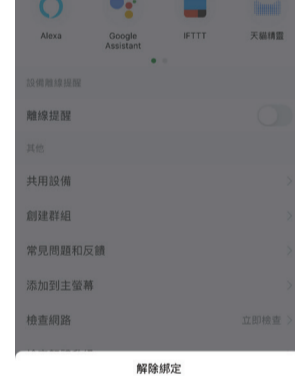 Alexa
Google Assistant
IFTTT
天貓精靈
設備離線提醒
離線提醒
其他
共用設備
創建群組
常見問題和反饋
添加到主螢幕
檢查網路
立即檢查
解除綁定